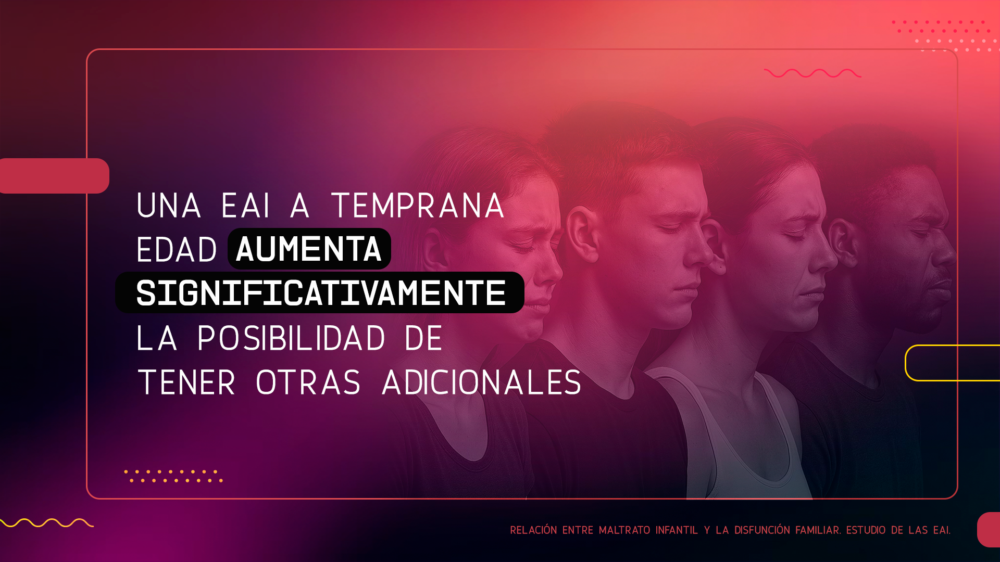 UNA EAI A TEMPRANA
EDAD AUMENTA
SIGNIFICATIVAMENTE
LA POSIBILIDAD DE
TENER OTRAS ADICIONALES
RELACIÓN ENTRE MALTRATO INFANTIL Y LA DISFUNCIÓN FAMILIAR. ESTUDIO DE LAS EAI.